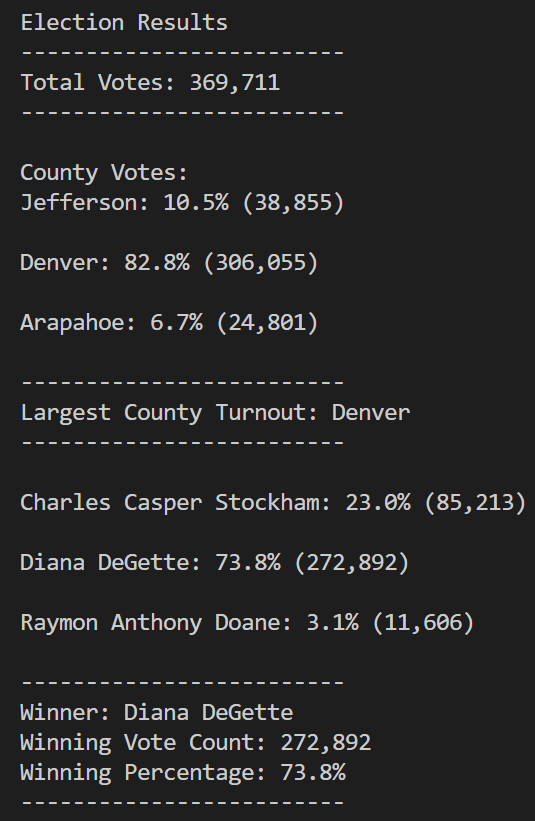 Election Results
-------------------------
Total Votes: 369,711
-------------------------
County Votes:
Jefferson: 10.5% (38,855)
Denver: 82.8% (306,055)
Arapahoe: 6.7% (24,801)
-------------------------
Largest County Turnout: Denver
-------------------------
Charles Casper Stockham: 23.0% (85,213)
Diana DeGette: 73.8% (272,892)
Raymon Anthony Doane: 3.1% (11,606)
-------------------------
Winner: Diana DeGette
Winning Vote Count: 272,892
Winning Percentage: 73.8%
-------------------------